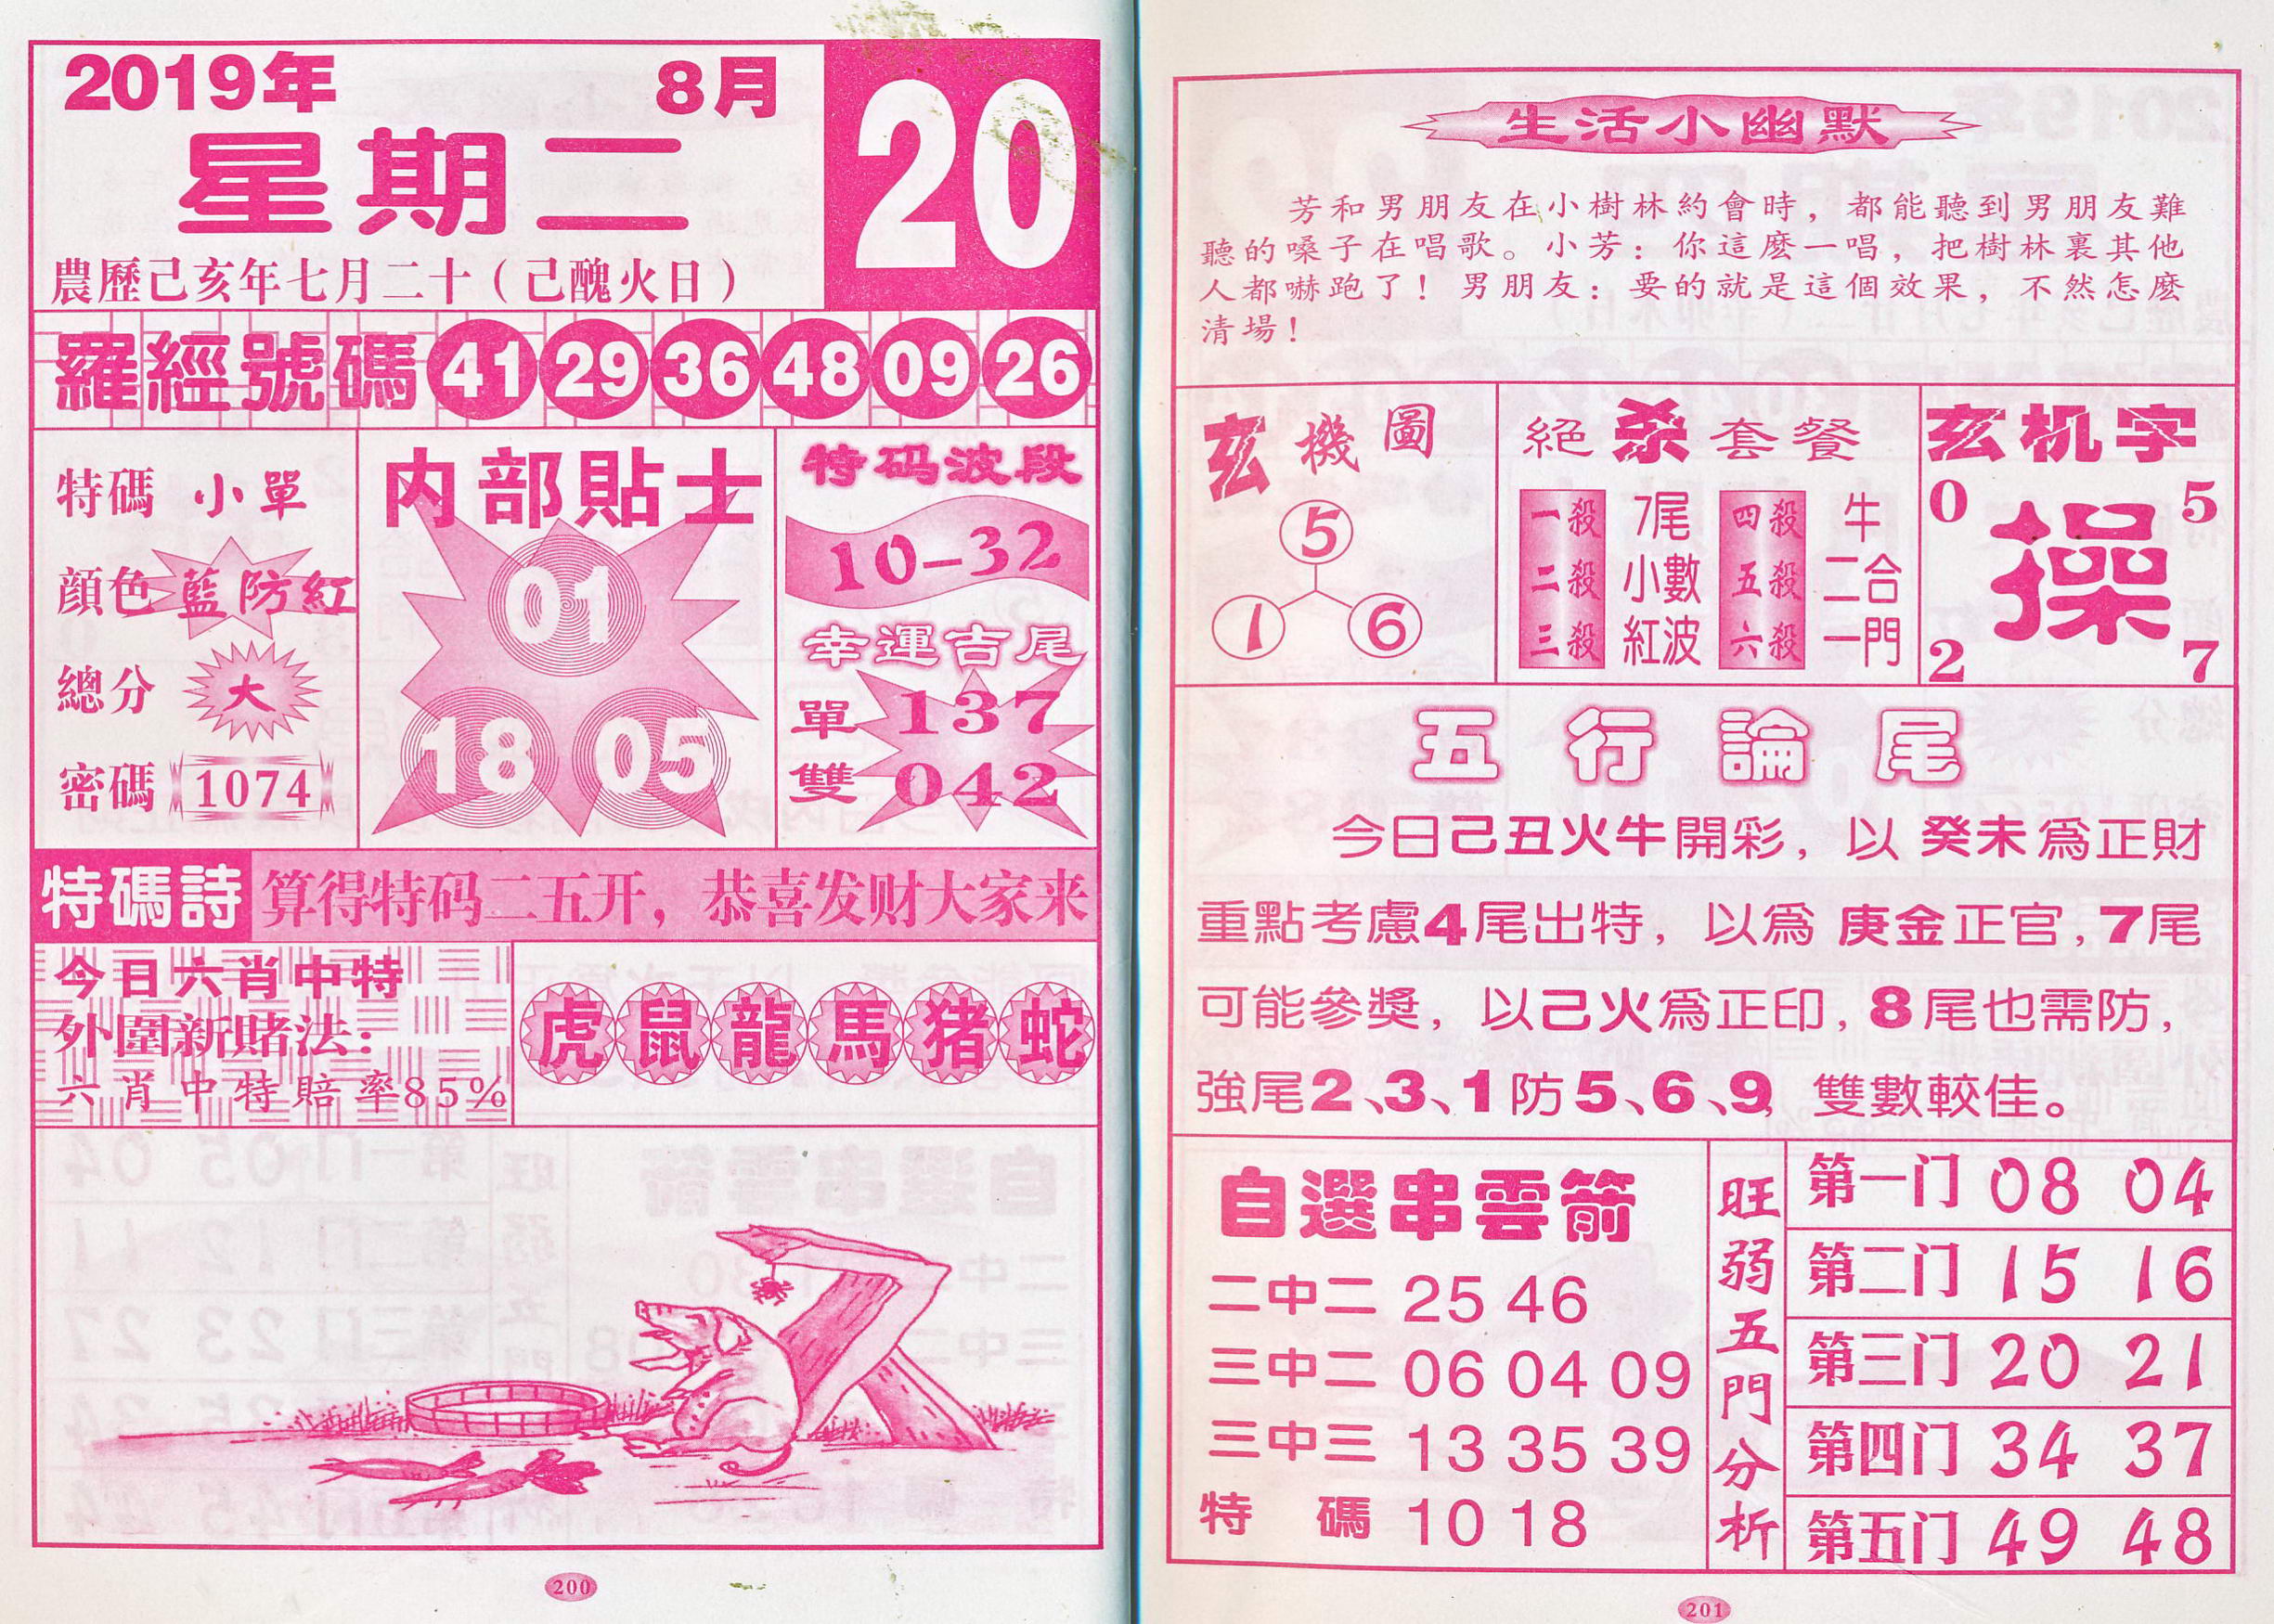 2019年 8月 20
星期二
農歷己亥年七月二十（己醜火日）
羅經號碼 41 29 36 48 09 26
特碼 小單
顏色 藍防紅
總分 大
密碼 1074
内部貼士
01
18 05
特码波段
10-32
幸運吉尾
單 137
雙 042
特碼詩 算得特码二五开，恭喜发财大家来
今日六肖中特
外圍新賭法：
六肖中特賠率85%
虎 鼠 龍 馬 猪 蛇
200
生活小幽默
芳和男朋友在小樹林約會時，都能聽到男朋友難
聽的嗓子在唱歌。小芳：你這麽一唱，把樹林裏其他
人都嚇跑了！男朋友：要的就是這個效果，不然怎麽
清場！
玄機圖
5
1 6
絕杀套餐
一殺 7尾 四殺 牛
二殺 小數 五殺 二合
三殺 紅波 六殺 一門
玄机字
0 5
操
2 7
五行論尾
今日己丑火牛開彩，以 癸未 爲正財
重點考慮4尾出特，以爲 庚金正官，7尾
可能參獎，以己火爲正印，8尾也需防，
強尾2、3、1防5、6、9，雙數較佳。
自選串雲箭
二中二 25 46
三中二 06 04 09
三中三 13 35 39
特碼 10 18
旺弱五門分析
第一门 08 04
第二门 15 16
第三门 20 21
第四门 34 37
第五门 49 48
201